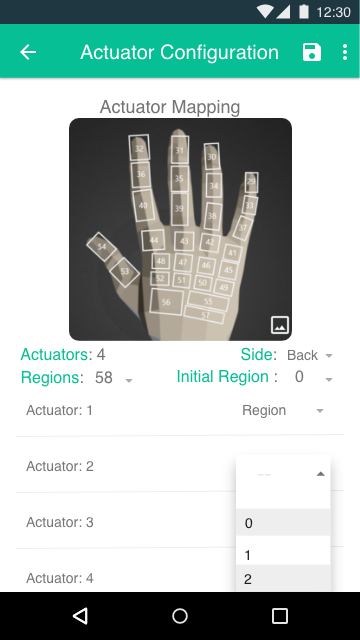 12:30
Actuator Configuration
Actuator Mapping
32 31 30
36 35 34 29
40 39 38 33
37
44 43 42 41
54 53
48 47 46 45
52 51 50 49
56 55
57
Actuators: 4 Side: Back
Regions: 58 Initial Region : 0
Actuator: 1 Region
Actuator: 2 --
0
Actuator: 3
1
Actuator: 4 2